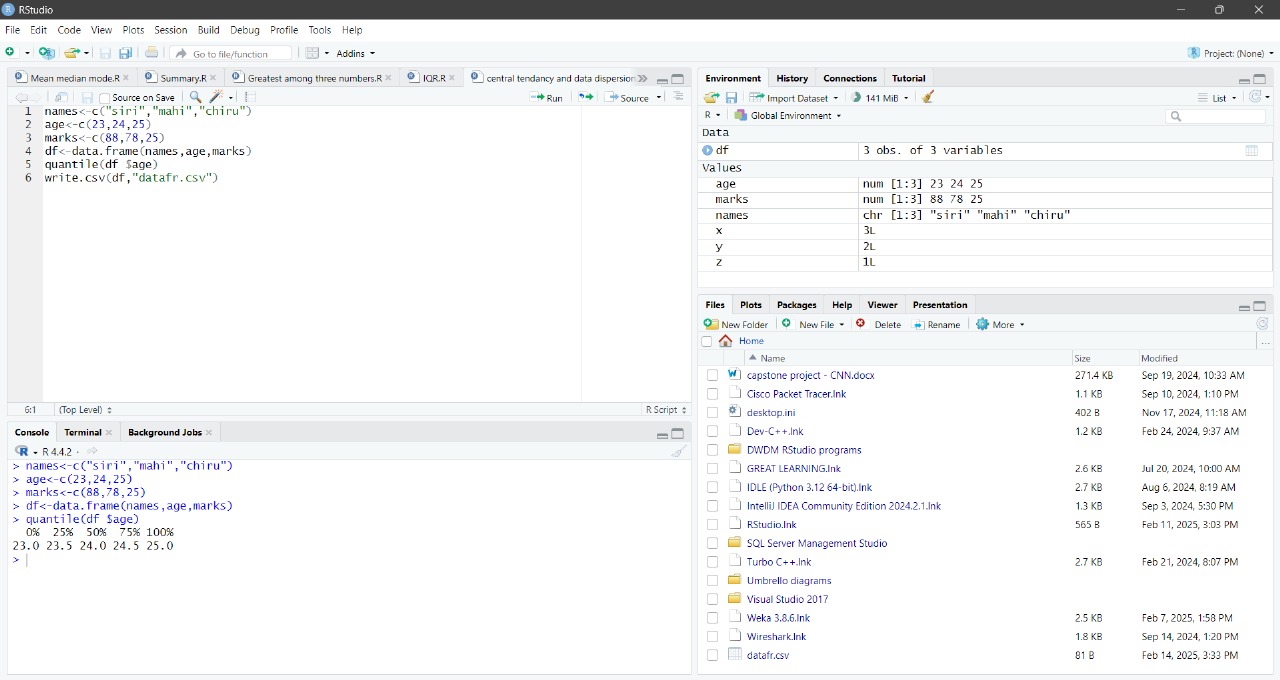 RStudio
File Edit Code View Plots Session Build Debug Profile Tools Help
Go to file/function Addins Project: (None)
Mean median mode.R Summary.R Greatest among three numbers.R IQR.R central tendancy and data dispersion
Source on Save Run Source
1 names<-c("siri","mahi","chiru")
2 age<-c(23,24,25)
3 marks<-c(88,78,25)
4 df<-data.frame(names,age,marks)
5 quantile(df $age)
6 write.csv(df,"datafr.csv")
6:1 (Top Level) R Script
Console Terminal Background Jobs
R 4.4.2 ·
> names<-c("siri","mahi","chiru")
> age<-c(23,24,25)
> marks<-c(88,78,25)
> df<-data.frame(names,age,marks)
> quantile(df $age)
0% 25% 50% 75% 100%
23.0 23.5 24.0 24.5 25.0
>
Environment History Connections Tutorial
Import Dataset 141 MiB List
R Global Environment
Data
df 3 obs. of 3 variables
Values
age num [1:3] 23 24 25
marks num [1:3] 88 78 25
names chr [1:3] "siri" "mahi" "chiru"
x 3L
y 2L
z 1L
Files Plots Packages Help Viewer Presentation
New Folder New File Delete Rename More
Home ...
Name Size Modified
capstone project - CNN.docx 271.4 KB Sep 19, 2024, 10:33 AM
Cisco Packet Tracer.lnk 1.1 KB Sep 10, 2024, 1:10 PM
desktop.ini 402 B Nov 17, 2024, 11:18 AM
Dev-C++.lnk 1.2 KB Feb 24, 2024, 9:37 AM
DWDM RStudio programs
GREAT LEARNING.lnk 2.6 KB Jul 20, 2024, 10:00 AM
IDLE (Python 3.12 64-bit).lnk 2.7 KB Aug 6, 2024, 8:19 AM
IntelliJ IDEA Community Edition 2024.2.1.lnk 1.3 KB Sep 3, 2024, 5:30 PM
RStudio.lnk 565 B Feb 11, 2025, 3:03 PM
SQL Server Management Studio
Turbo C++.lnk 2.7 KB Feb 21, 2024, 8:07 PM
Umbrello diagrams
Visual Studio 2017
Weka 3.8.6.lnk 2.5 KB Feb 7, 2025, 1:58 PM
Wireshark.lnk 1.8 KB Sep 14, 2024, 1:20 PM
datafr.csv 81 B Feb 14, 2025, 3:33 PM